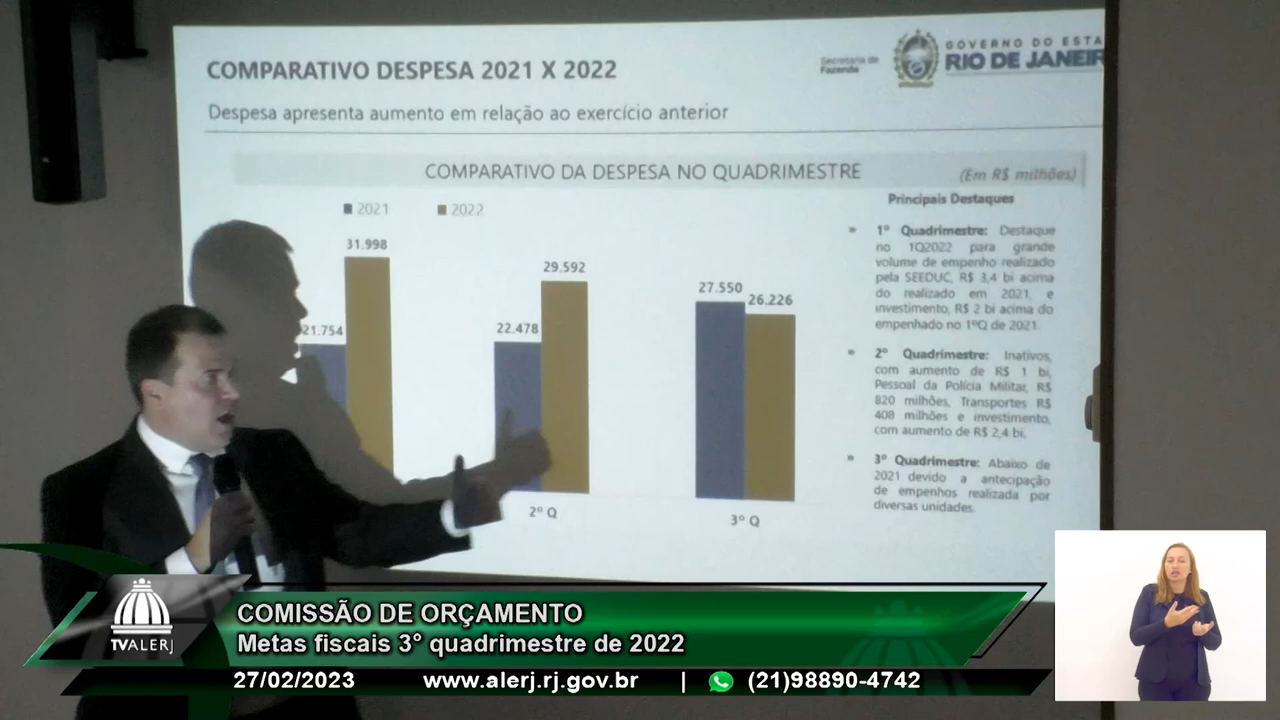 COMPARATIVO DESPESA 2021 X 2022
Despesa apresenta aumento em relação ao exercício anterior
Secretaria de
Fazenda
GOVERNO DO ESTA
RIO DE JANEIR
COMPARATIVO DA DESPESA NO QUADRIMESTRE
(Em R$ milhões)
2021
2022
21.754
31.998
22.478
29.592
27.550
26.226
2º Q
3º Q
Principais Destaques
» 1º Quadrimestre: Destaque
no 1Q2022 para grande
volume de empenho realizado
pela SEEDUC, R$ 3,4 bi acima
do realizado em 2021, e
investimento, R$ 2 bi acima do
empenhado no 1ºQ de 2021.
» 2º Quadrimestre: Inativos,
com aumento de R$ 1 bi,
Pessoal da Polícia Militar, R$
820 milhões, Transportes R$
408 milhões e investimento,
com aumento de R$ 2,4 bi,
» 3º Quadrimestre: Abaixo de
2021 devido a antecipação
de empenhos realizada por
diversas unidades.
TVALERJ
COMISSÃO DE ORÇAMENTO
Metas fiscais 3° quadrimestre de 2022
27/02/2023 www.alerj.rj.gov.br | (21)98890-4742